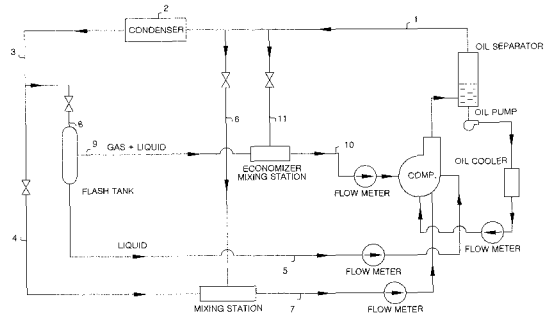 2
CONDENSER
1
3
OIL SEPARATOR
OIL PUMP
8
6
11
9
GAS + LIQUID
10
ECONOMIZER
MIXING STATION
COMP.
OIL COOLER
FLASH TANK
FLOW METER
4
LIQUID
5
FLOW METER
FLOW METER
MIXING STATION
7
FLOW METER